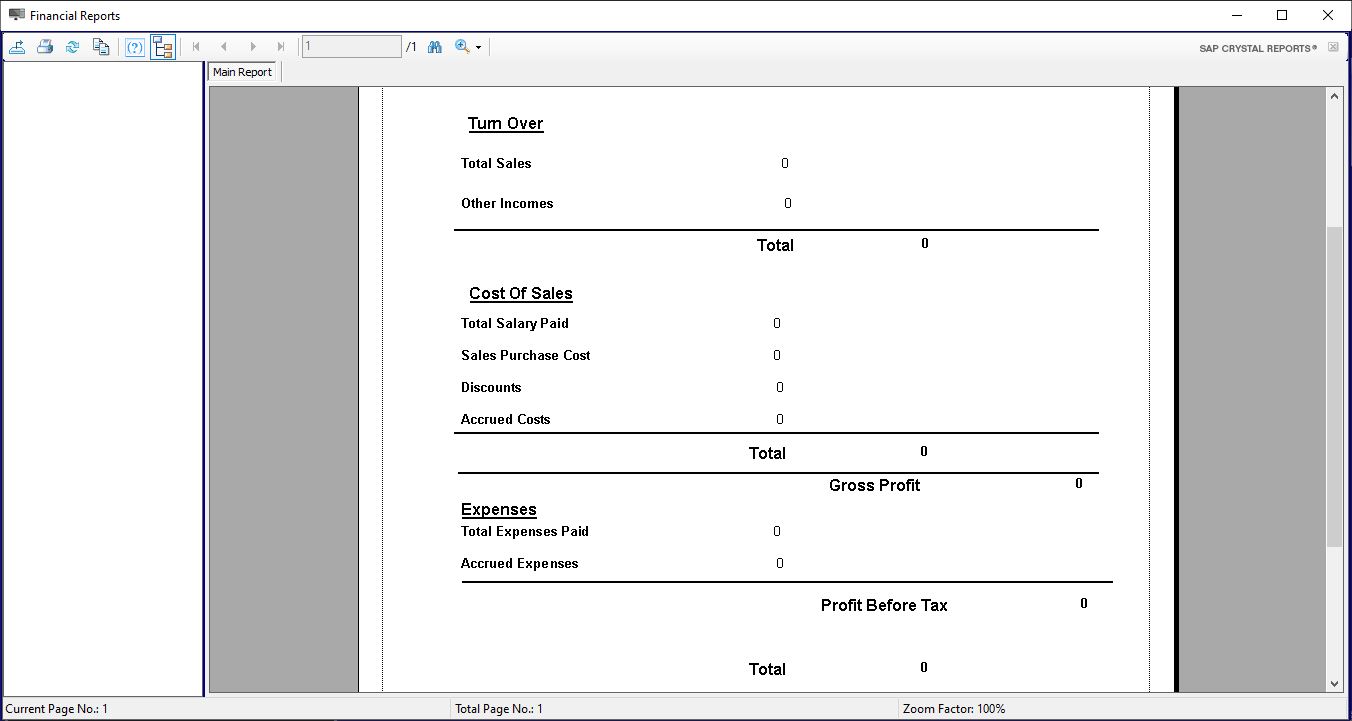 Financial Reports
1 /1 SAP CRYSTAL REPORTS®
Main Report
Turn Over
Total Sales 0
Other Incomes 0
Total 0
Cost Of Sales
Total Salary Paid 0
Sales Purchase Cost 0
Discounts 0
Accrued Costs 0
Total 0
Gross Profit 0
Expenses
Total Expenses Paid 0
Accrued Expenses 0
Profit Before Tax 0
Total 0
Current Page No.: 1 Total Page No.: 1 Zoom Factor: 100%